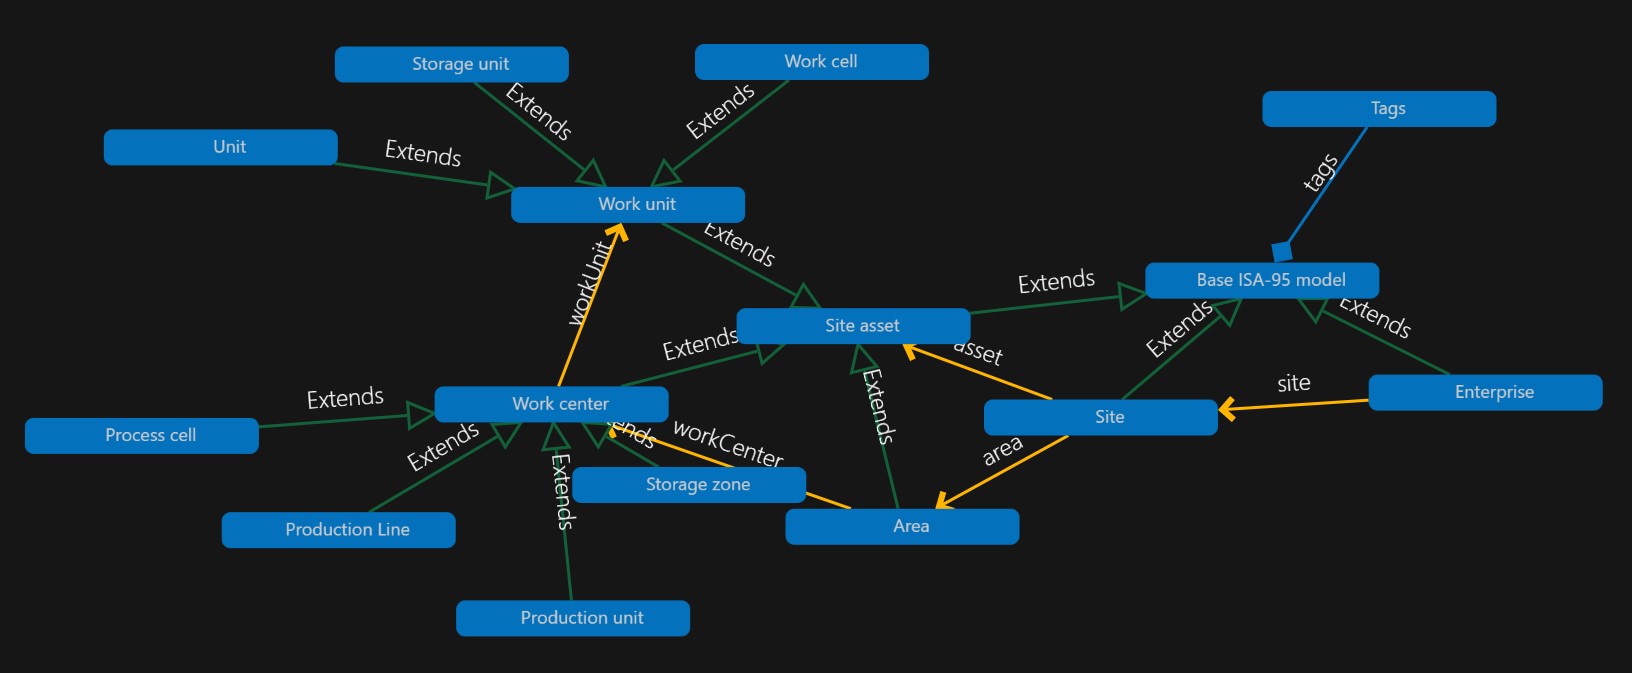 Storage unit
Work cell
Tags
Extends
Extends
Unit
Extends
tags
Work unit
Extends
workUnit
Base ISA-95 model
Extends
Site asset
Extends
Extends
Extends
asset
Extends
site
Enterprise
Work center
Site
Process cell
Extends
Extends
workCenter
area
Extends
Storage zone
Extends
Production Line
Area
Production unit